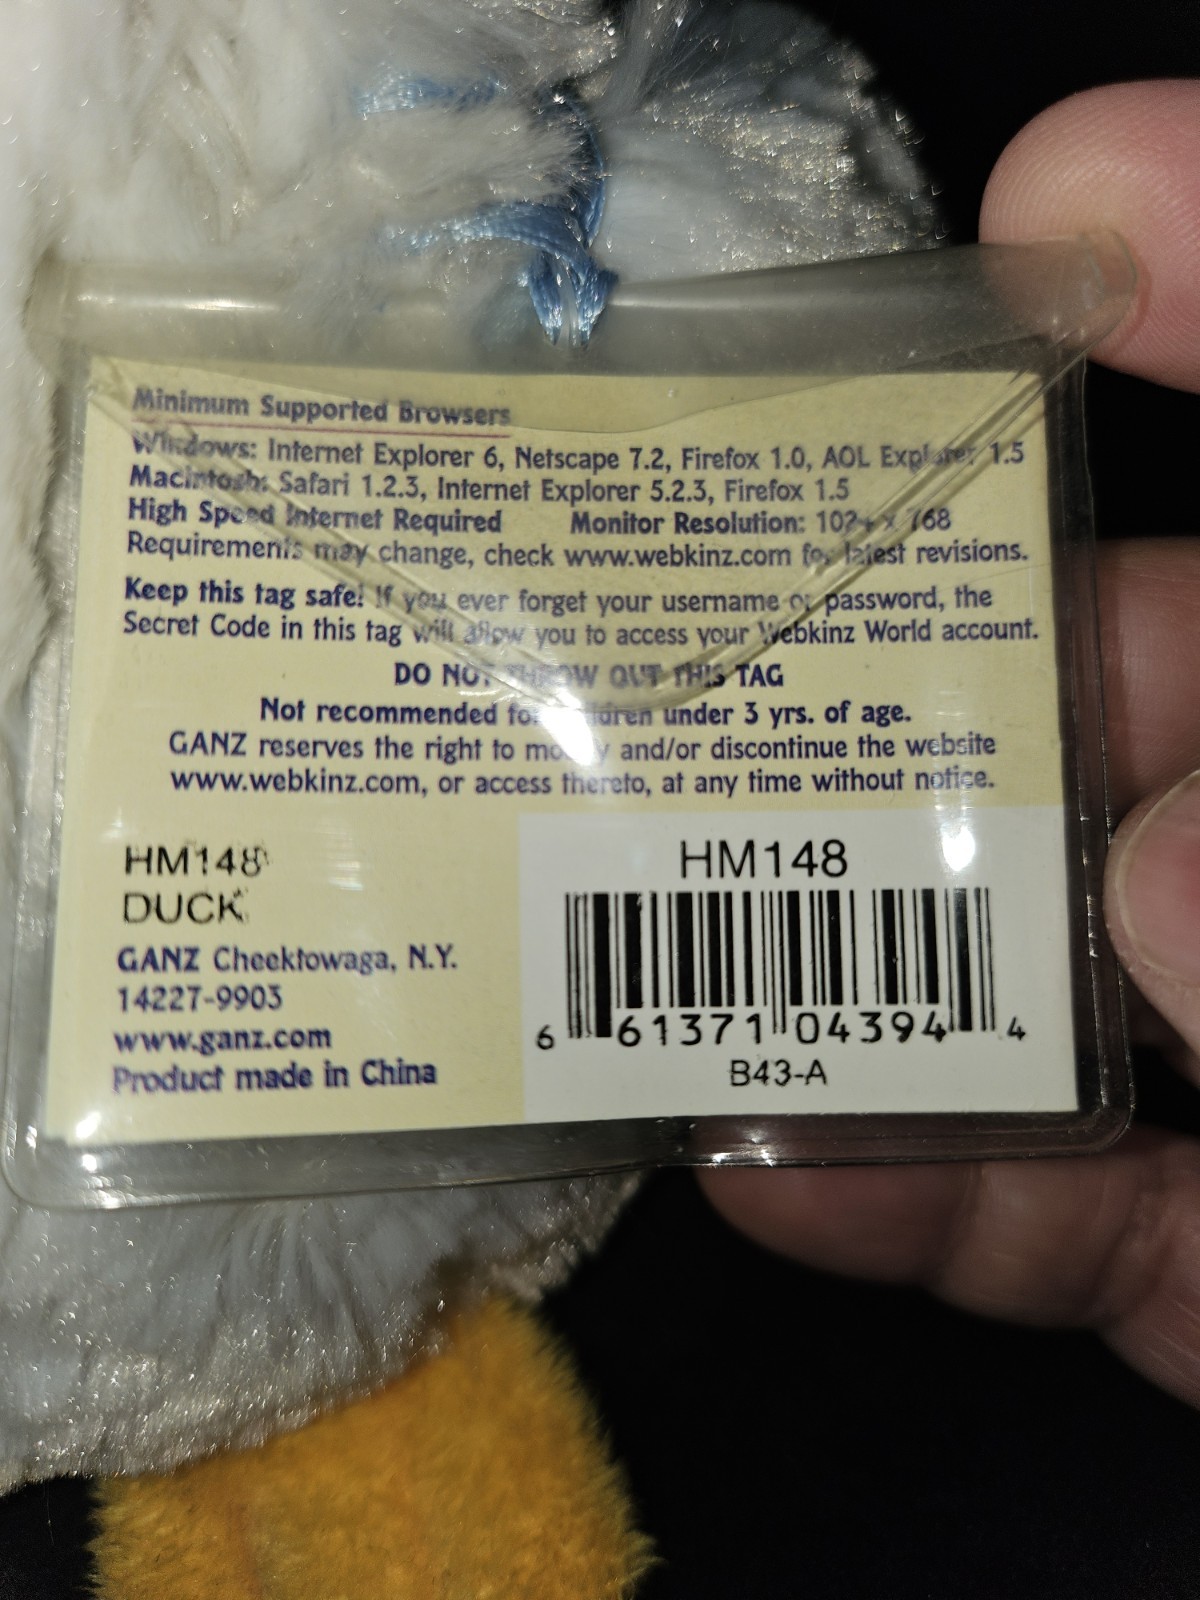 Minimum Supported Browsers
Windows: Internet Explorer 6, Netscape 7.2, Firefox 1.0, AOL Explorer 1.5
Macintosh: Safari 1.2.3, Internet Explorer 5.2.3, Firefox 1.5
High Speed Internet Required Monitor Resolution: 1024 x 768
Requirements may change, check www.webkinz.com for latest revisions.
Keep this tag safe! If you ever forget your username or password, the
Secret Code in this tag will allow you to access your Webkinz World account.
DO NOT THROW OUT THIS TAG
Not recommended for children under 3 yrs. of age.
GANZ reserves the right to modify and/or discontinue the website
www.webkinz.com, or access thereto, at any time without notice.
HM148
DUCK
GANZ Cheektowaga, N.Y.
14227-9903
www.ganz.com
Product made in China
HM148
6 61371 04394 4
B43-A